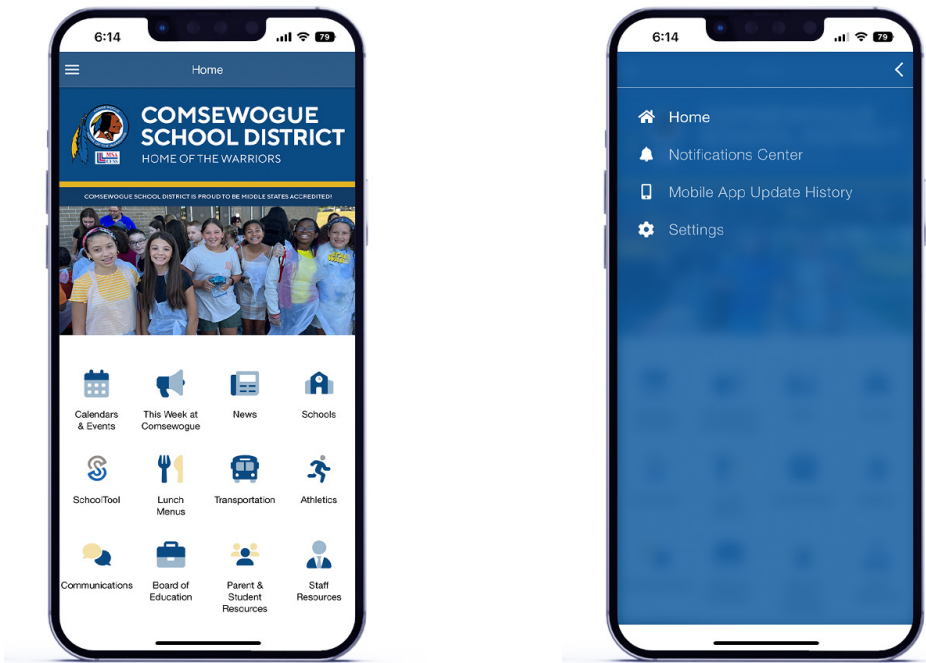 6:14
79
Home
COMSEWOGUE
SCHOOL DISTRICT
HOME OF THE WARRIORS
MSA
CESS
COMSEWOGUE SCHOOL DISTRICT IS PROUD TO BE MIDDLE STATES ACCREDITED!
Calendars
& Events
This Week at
Comsewogue
News
Schools
SchoolTool
Lunch
Menus
Transportation
Athletics
Communications
Board of
Education
Parent &
Student
Resources
Staff
Resources
6:14
79
Home
Notifications Center
Mobile App Update History
Settings